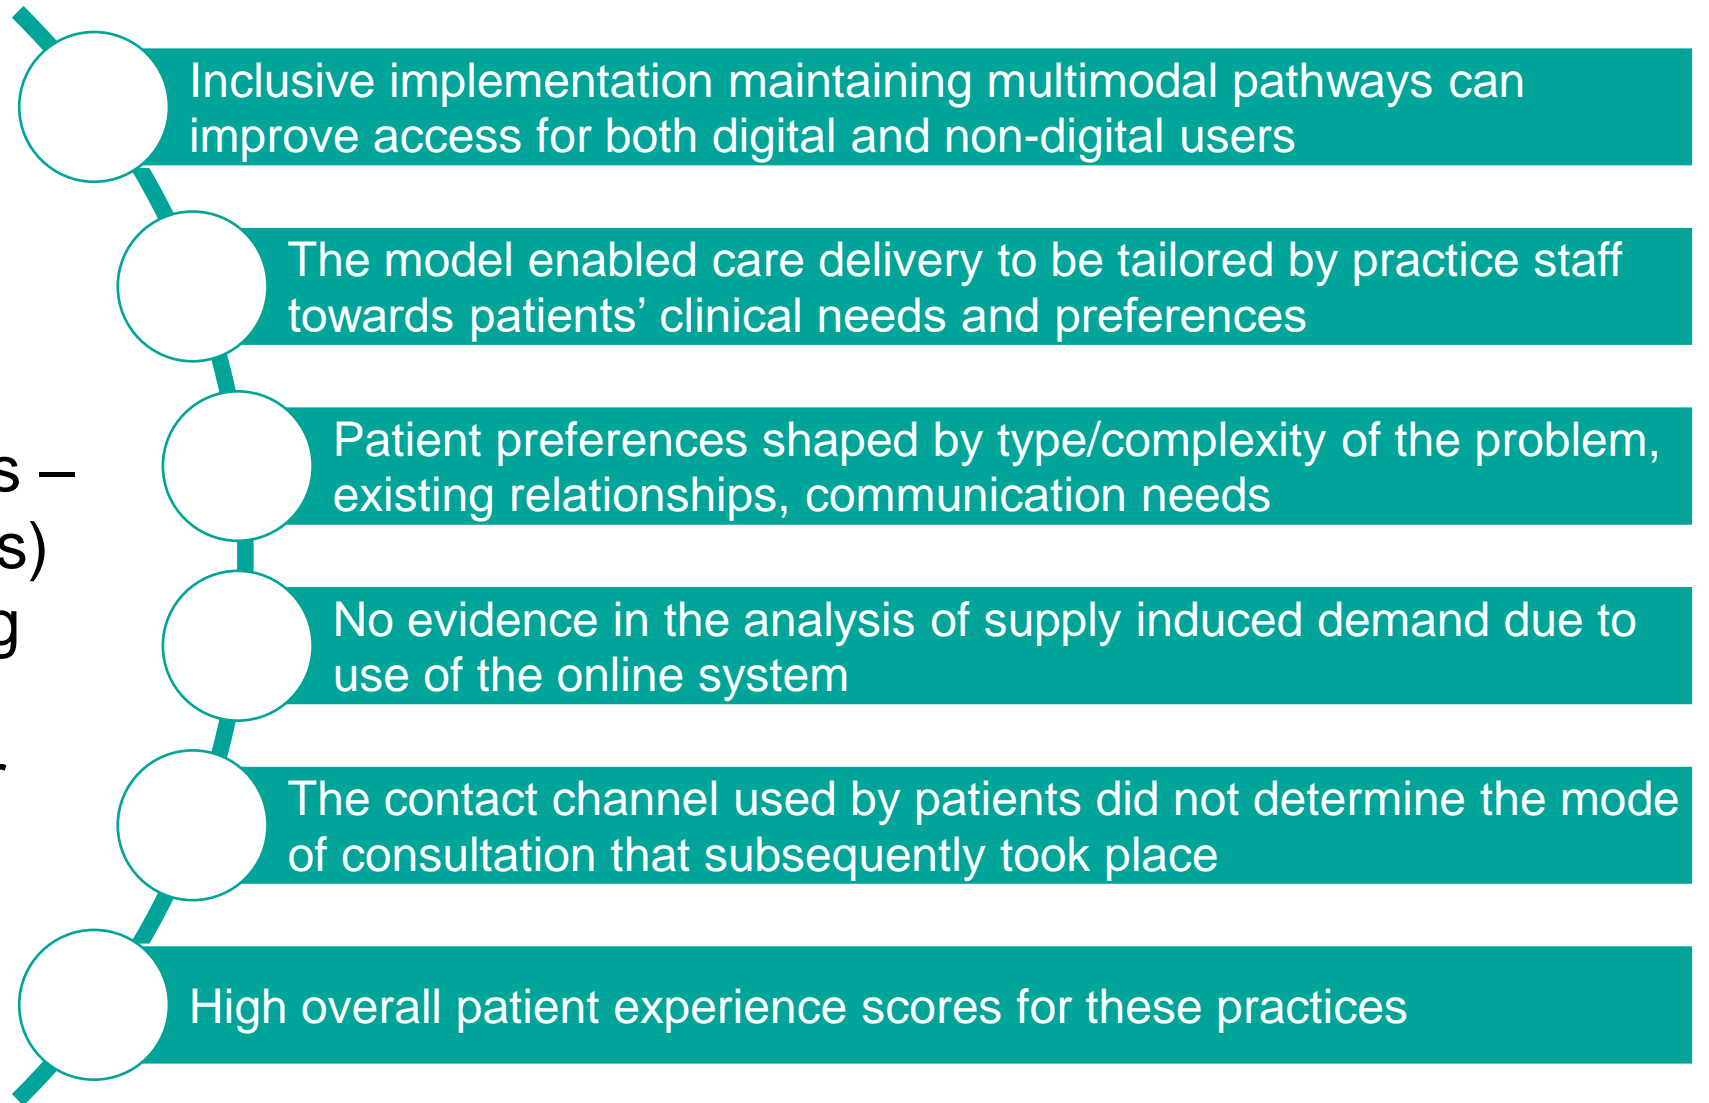 Inclusive implementation maintaining multimodal pathways can
improve access for both digital and non-digital users
The model enabled care delivery to be tailored by practice staff
towards patients’ clinical needs and preferences
s –
s)
g
Patient preferences shaped by type/complexity of the problem,
existing relationships, communication needs
No evidence in the analysis of supply induced demand due to
use of the online system
The contact channel used by patients did not determine the mode
of consultation that subsequently took place
High overall patient experience scores for these practices